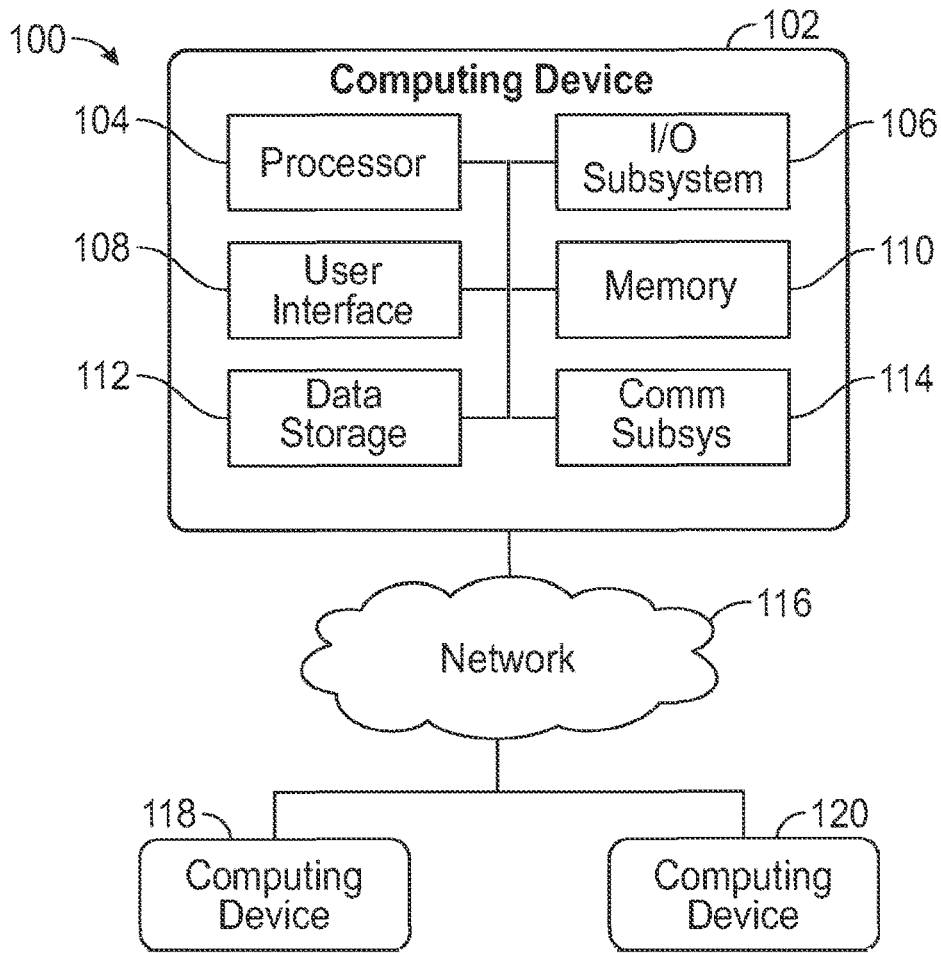 100
102
Computing Device
104
Processor
I/O
Subsystem
106
108
User
Interface
Memory
110
112
Data
Storage
Comm
Subsys
114
116
Network
118
Computing
Device
120
Computing
Device